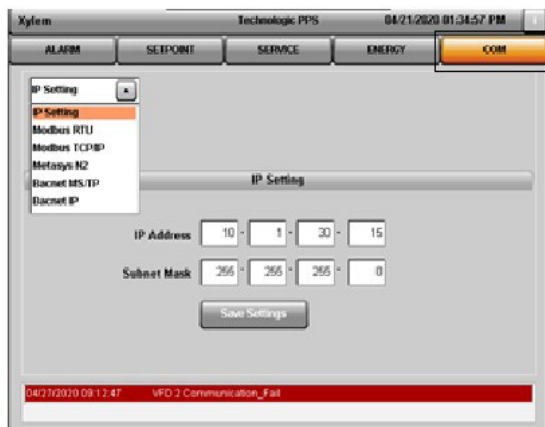 Xylem Technologic PPS 04/21/2020 01:34:57 PM
ALARM SETPOINT SERVICE ENERGY COM
IP Setting
IP Setting
Modbus RTU
Modbus TCP/IP
Metasys N2
Bacnet MS/TP
Bacnet IP
IP Setting
IP Address 10 - 1 - 30 - 15
Subnet Mask 255 - 255 - 255 - 0
Save Settings
04/27/2020 09:12:47 VFD 2 Communication_Fail